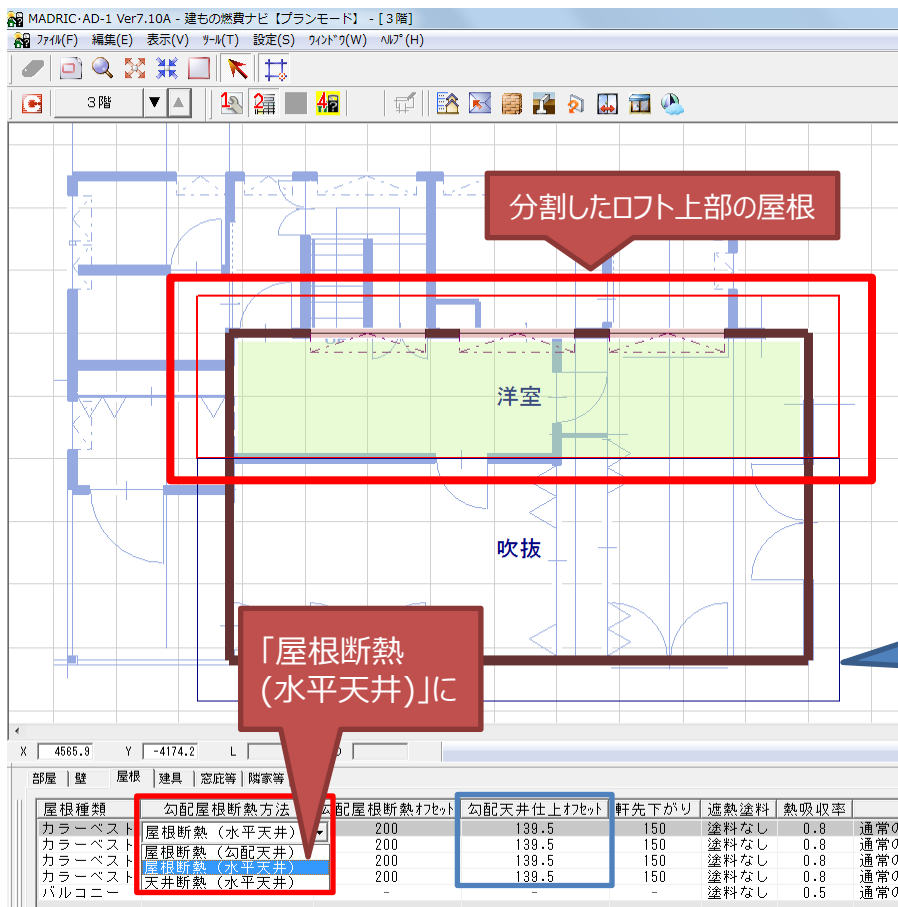 MADRIC・AD-1 Ver7.10A - 建もの燃費ナビ【プランモード】 - [３階]
ﾌｧｲﾙ(F) 編集(E) 表示(V) ﾂｰﾙ(T) 設定(S) ｳｨﾝﾄﾞｳ(W) ﾍﾙﾌﾟ(H)
３階
分割したロフト上部の屋根
洋室
吹抜
「屋根断熱
(水平天井)」に
X 4565.9 Y -4174.2 L
部屋 壁 屋根 建具 窓庇等 隣家等
屋根種類 勾配屋根断熱方法 配屋根断熱ｵﾌｾｯﾄ 勾配天井仕上ｵﾌｾｯﾄ 軒先下がり 遮熱塗料 熱吸収率
カラーベスト 屋根断熱（水平天井） 200 139.5 150 塗料なし 0.8 通常の
カラーベスト 屋根断熱（勾配天井） 200 139.5 150 塗料なし 0.8 通常の
カラーベスト 屋根断熱（水平天井） 200 139.5 150 塗料なし 0.8 通常の
カラーベスト 天井断熱（水平天井） 200 139.5 150 塗料なし 0.8 通常の
バルコニー - - - 塗料なし 0.5 通常の